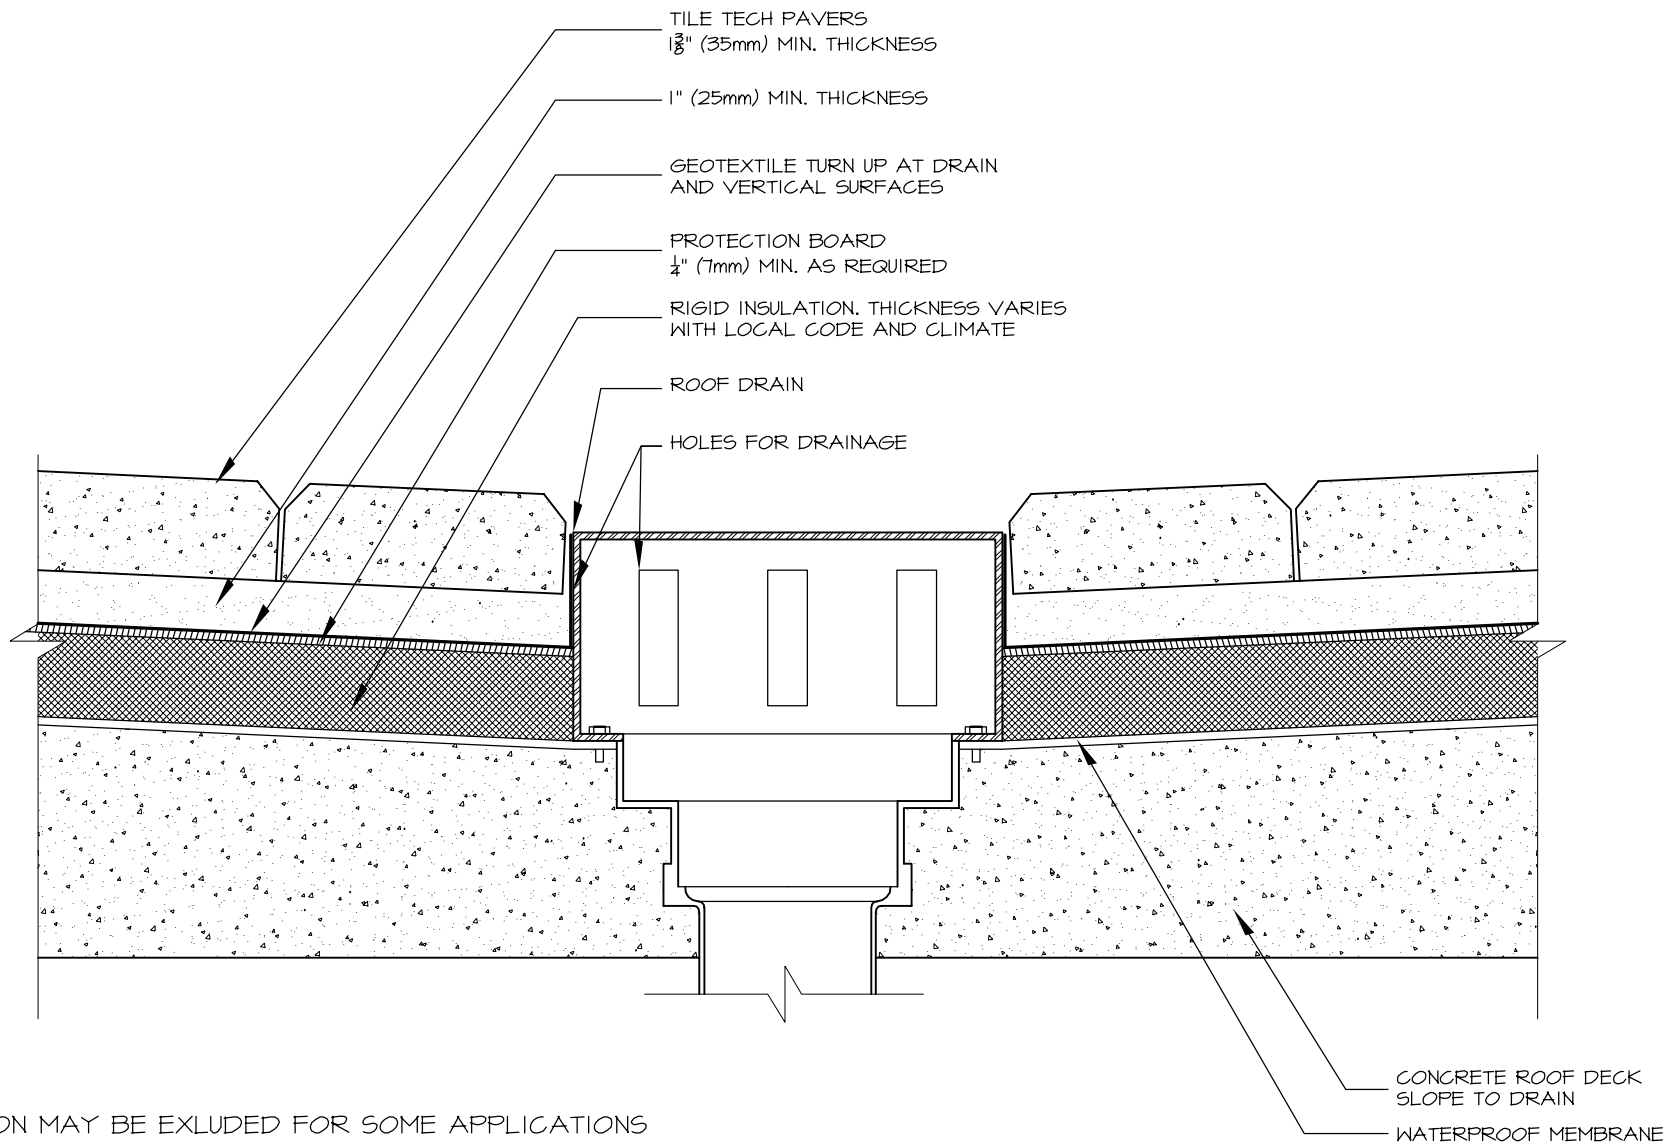 TILE TECH PAVERS
1 3/8" (35mm) MIN. THICKNESS
1" (25mm) MIN. THICKNESS
GEOTEXTILE TURN UP AT DRAIN
AND VERTICAL SURFACES
PROTECTION BOARD
1/4" (7mm) MIN. AS REQUIRED
RIGID INSULATION. THICKNESS VARIES
WITH LOCAL CODE AND CLIMATE
ROOF DRAIN
HOLES FOR DRAINAGE
CONCRETE ROOF DECK
SLOPE TO DRAIN
WATERPROOF MEMBRANE
ON MAY BE EXLUDED FOR SOME APPLICATIONS